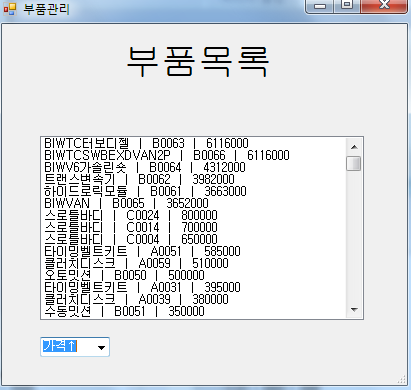 부품관리
부품목록
BIWTC터보디젤 | B0063 | 6116000
BIWTCSWBEXDVAN2P | B0066 | 6116000
BIWV6가솔린숏 | B0064 | 4312000
트랜스변속기 | B0062 | 3982000
하이드로릭모듈 | B0061 | 3663000
BIWVAN | B0065 | 3652000
스로틀바디 | C0024 | 800000
스로틀바디 | C0014 | 700000
스로틀바디 | C0004 | 650000
타이밍벨트키트 | A0051 | 585000
클러치디스크 | A0059 | 510000
오토밋션 | B0050 | 500000
타이밍벨트키트 | A0031 | 395000
클러치디스크 | A0039 | 380000
수동밋션 | B0051 | 350000
가격↑